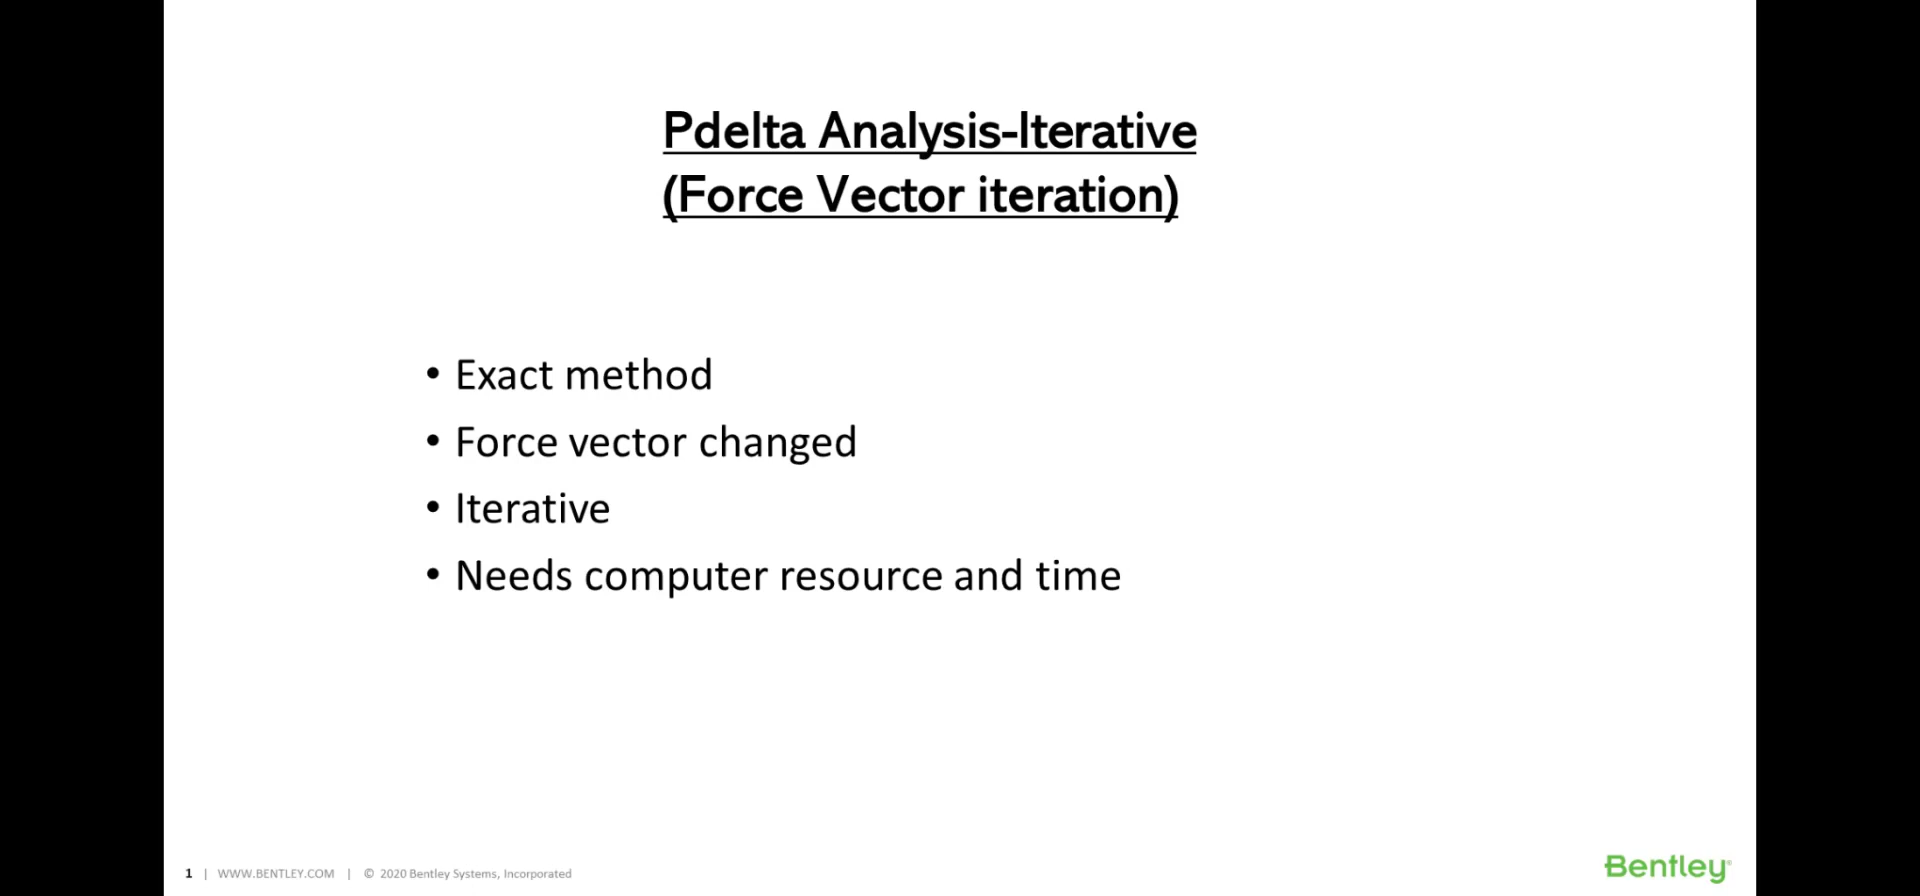 Pdelta Analysis-Iterative
(Force Vector iteration)
• Exact method
• Force vector changed
• Iterative
• Needs computer resource and time
1 | WWW.BENTLEY.COM | © 2020 Bentley Systems, Incorporated
Bentley®